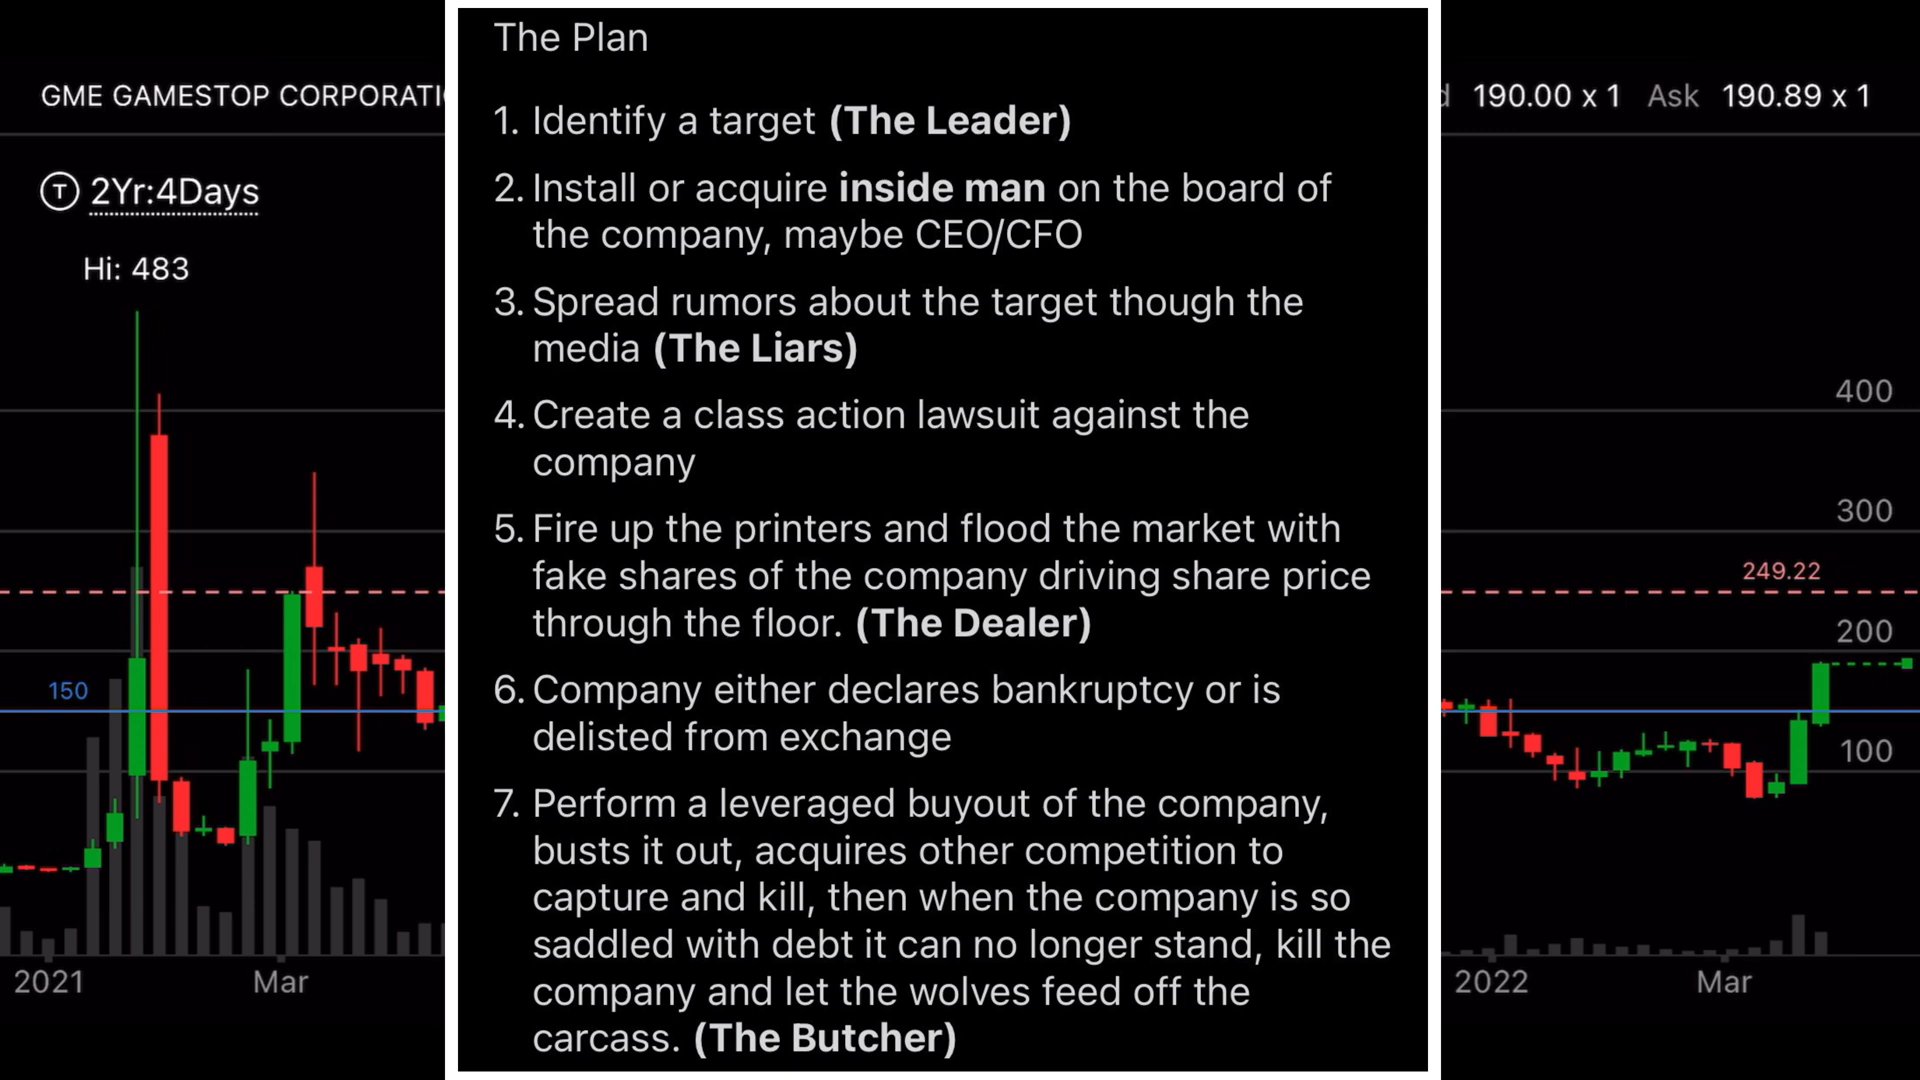 GME GAMESTOP CORPORATI
T 2Yr:4Days
Hi: 483
150
2021 Mar
The Plan
1. Identify a target (The Leader)
2. Install or acquire inside man on the board of
the company, maybe CEO/CFO
3. Spread rumors about the target though the
media (The Liars)
4. Create a class action lawsuit against the
company
5. Fire up the printers and flood the market with
fake shares of the company driving share price
through the floor. (The Dealer)
6. Company either declares bankruptcy or is
delisted from exchange
7. Perform a leveraged buyout of the company,
busts it out, acquires other competition to
capture and kill, then when the company is so
saddled with debt it can no longer stand, kill the
company and let the wolves feed off the
carcass. (The Butcher)
d 190.00 x 1 Ask 190.89 x 1
400
300
249.22
200
100
2022 Mar